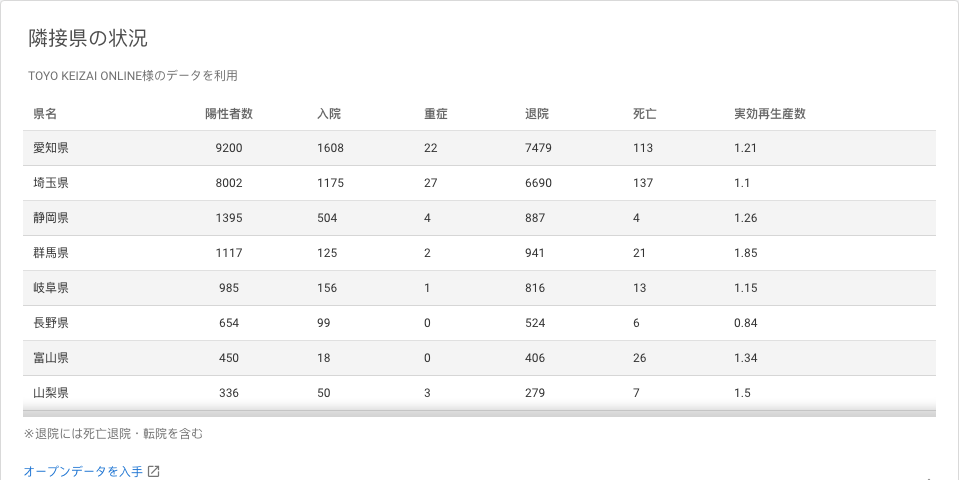 隣接県の状況
TOYO KEIZAI ONLINE様のデータを利用
県名 陽性者数 入院 重症 退院 死亡 実効再生産数
愛知県 9200 1608 22 7479 113 1.21
埼玉県 8002 1175 27 6690 137 1.1
静岡県 1395 504 4 887 4 1.26
群馬県 1117 125 2 941 21 1.85
岐阜県 985 156 1 816 13 1.15
長野県 654 99 0 524 6 0.84
富山県 450 18 0 406 26 1.34
山梨県 336 50 3 279 7 1.5
※退院には死亡退院・転院を含む
オープンデータを入手